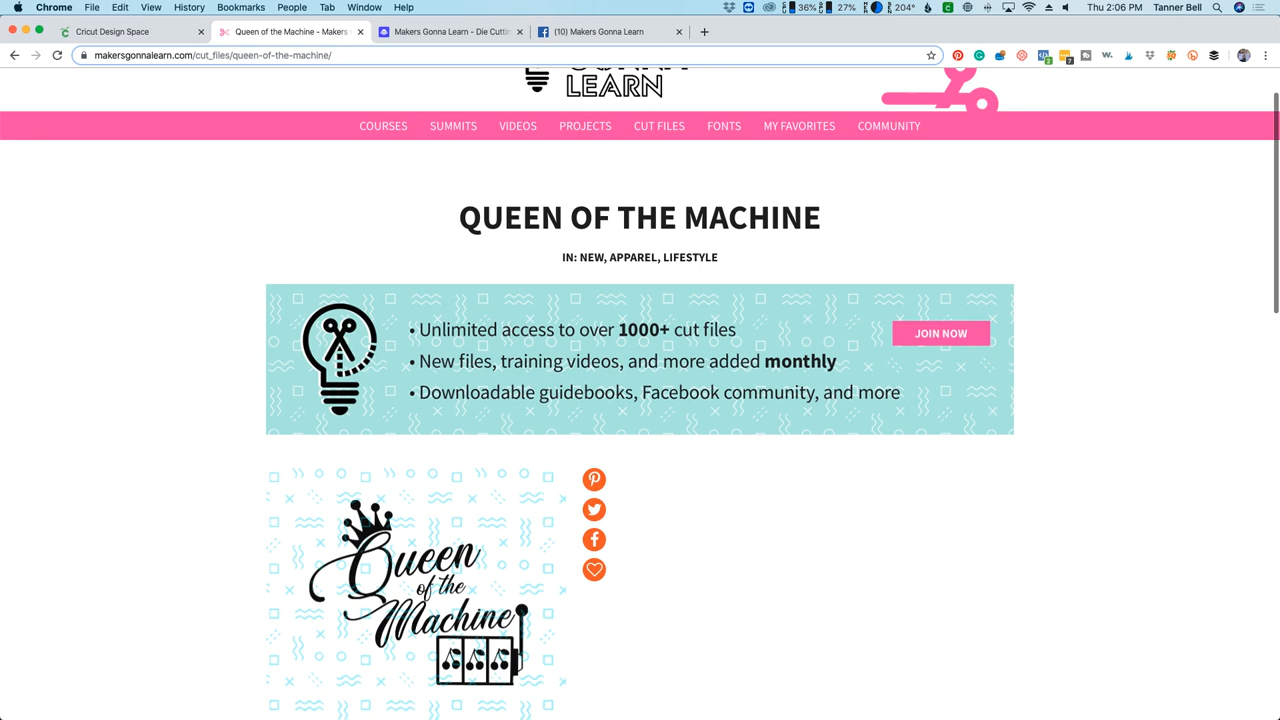 Chrome File Edit View History Bookmarks People Tab Window Help
36% 27% 204° Thu 2:06 PM Tanner Bell
Cricut Design Space
Queen of the Machine - Makers
Makers Gonna Learn - Die Cuttin
(10) Makers Gonna Learn
makersgonnalearn.com/cut_files/queen-of-the-machine/
LEARN
COURSES SUMMITS VIDEOS PROJECTS CUT FILES FONTS MY FAVORITES COMMUNITY
QUEEN OF THE MACHINE
IN: NEW, APPAREL, LIFESTYLE
• Unlimited access to over 1000+ cut files
JOIN NOW
• New files, training videos, and more added monthly
• Downloadable guidebooks, Facebook community, and more
Queen
of the
Machine